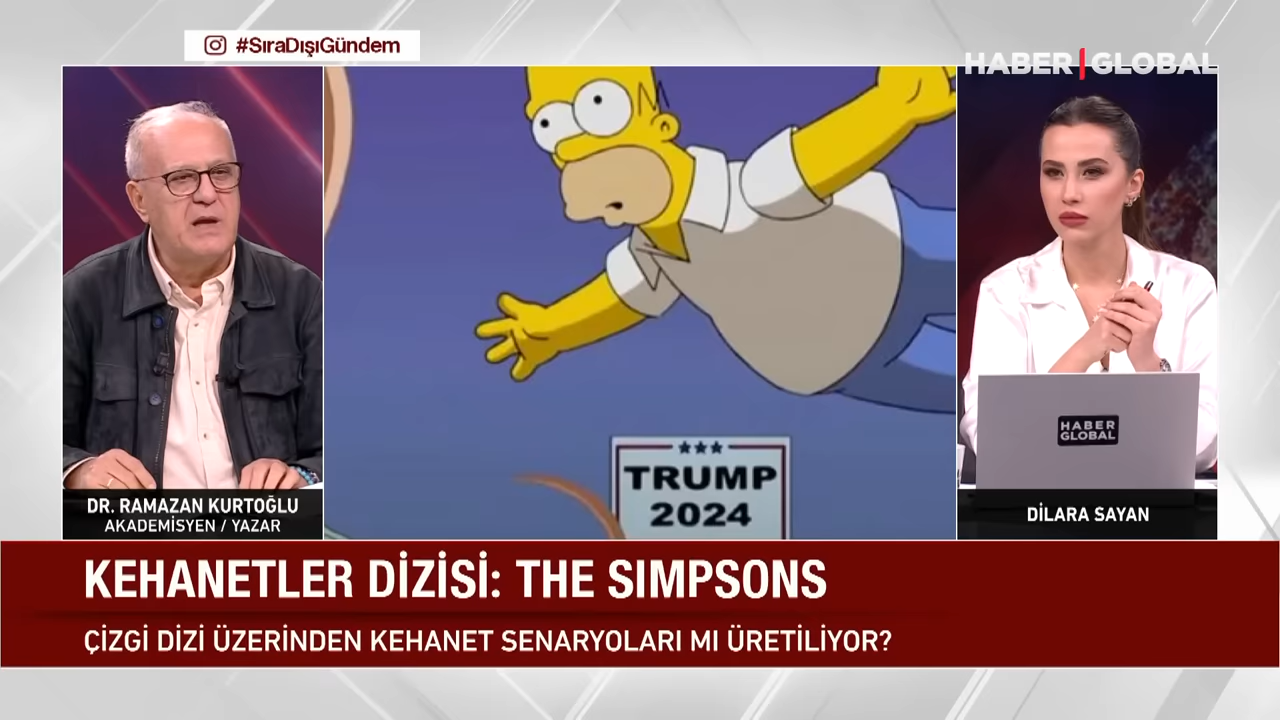 #SıraDışıGündem
HABER GLOBAL
TRUMP
2024
HABER
GLOBAL
DR. RAMAZAN KURTOĞLU
AKADEMİSYEN / YAZAR
DİLARA SAYAN
KEHANETLER DİZİSİ: THE SIMPSONS
ÇİZGİ DİZİ ÜZERİNDEN KEHANET SENARYOLARI MI ÜRETİLİYOR?